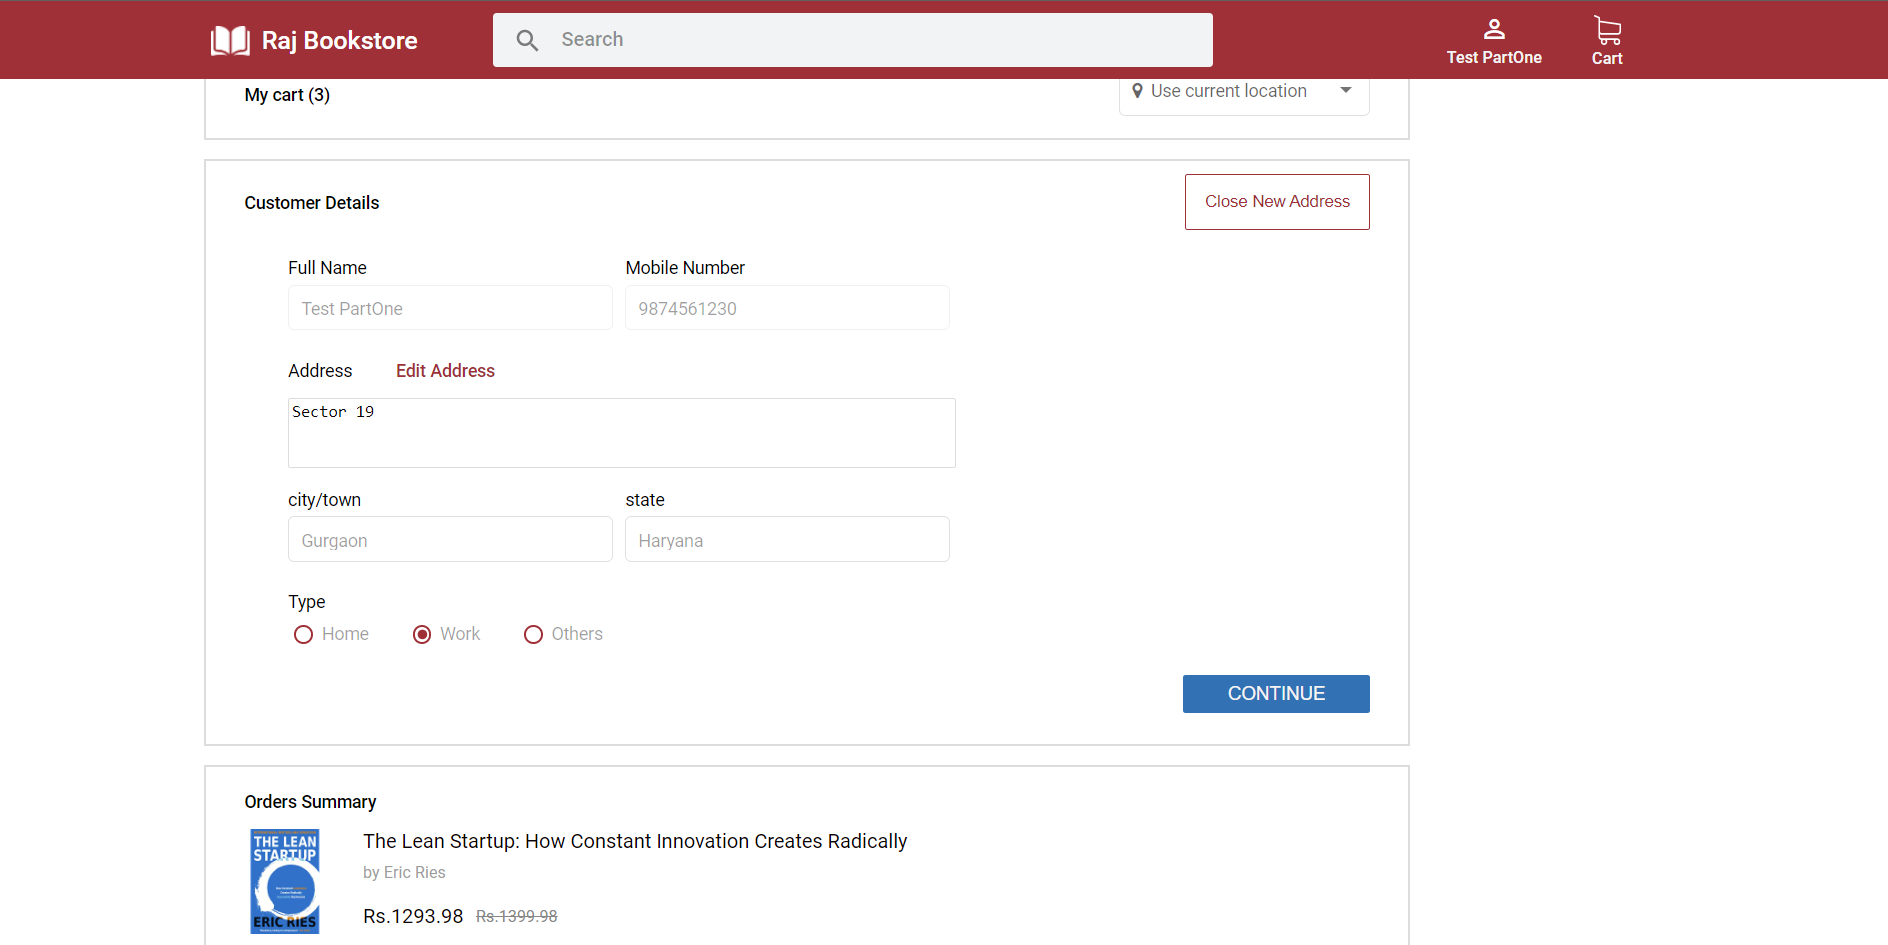 Raj Bookstore
Search
Test PartOne
Cart
My cart (3)
Use current location
Customer Details
Close New Address
Full Name
Mobile Number
Test PartOne
9874561230
Address
Edit Address
Sector 19
city/town
state
Gurgaon
Haryana
Type
Home
Work
Others
CONTINUE
Orders Summary
THE LEAN
STARTUP
ERIC RIES
The Lean Startup: How Constant Innovation Creates Radically
by Eric Ries
Rs.1293.98 Rs.1399.98